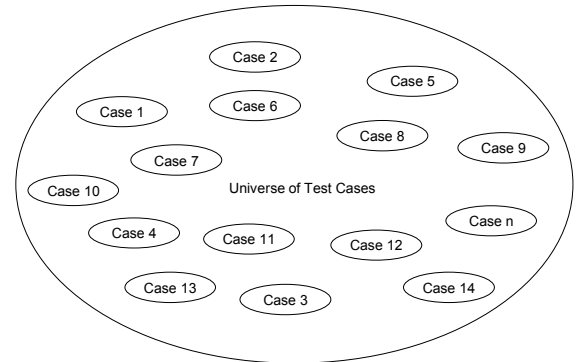 Case 2
Case 5
Case 1
Case 6
Case 8
Case 9
Case 7
Universe of Test Cases
Case 10
Case n
Case 4
Case 11
Case 12
Case 13
Case 3
Case 14